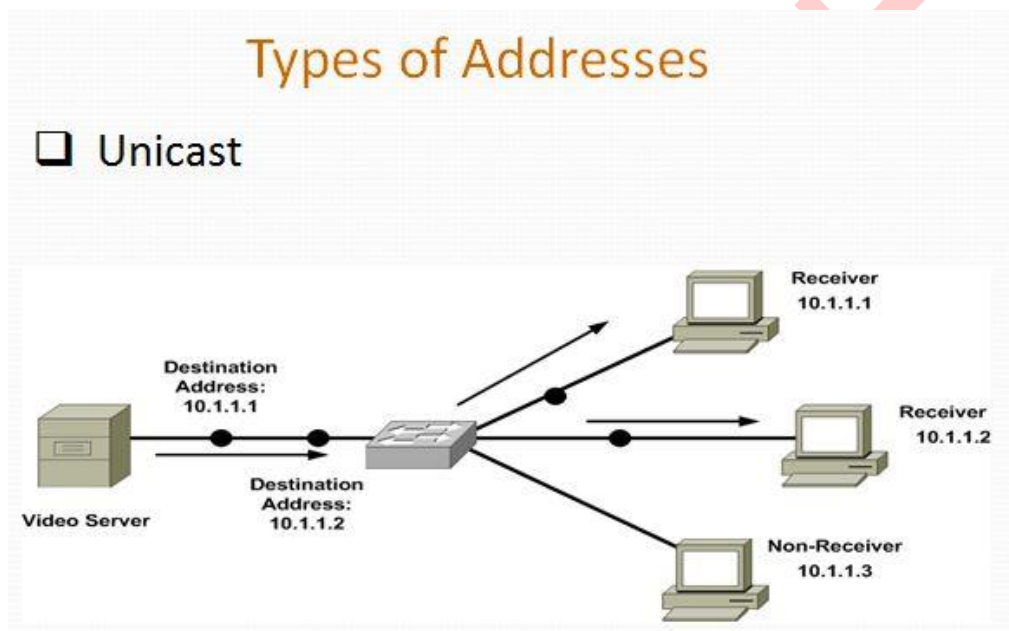 Types of Addresses
Unicast
Receiver
10.1.1.1
Destination
Address:
10.1.1.1
Receiver
10.1.1.2
Destination
Address:
10.1.1.2
Video Server
Non-Receiver
10.1.1.3